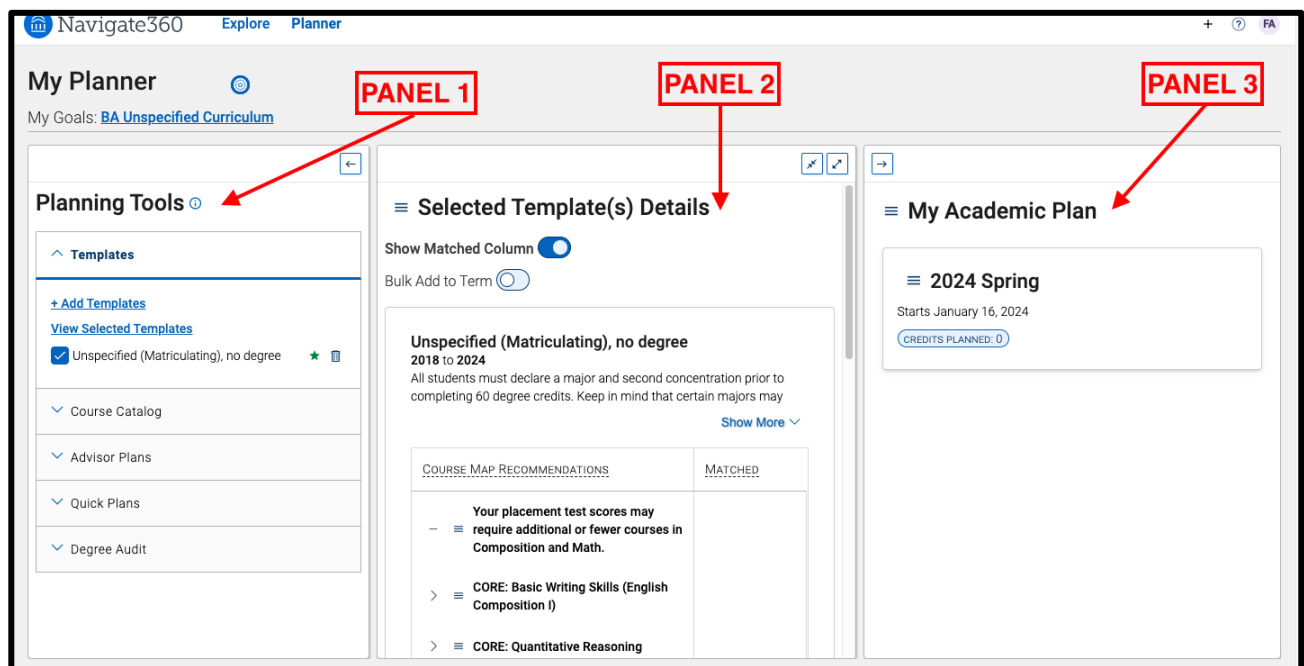 Navigate360 Explore Planner + ? FA
My Planner
My Goals: BA Unspecified Curriculum
PANEL 1
PANEL 2
PANEL 3
Planning Tools
Templates
+ Add Templates
View Selected Templates
Unspecified (Matriculating), no degree
Course Catalog
Advisor Plans
Quick Plans
Degree Audit
Selected Template(s) Details
Show Matched Column
Bulk Add to Term
Unspecified (Matriculating), no degree
2018 to 2024
All students must declare a major and second concentration prior to
completing 60 degree credits. Keep in mind that certain majors may
Show More
COURSE MAP RECOMMENDATIONS MATCHED
Your placement test scores may
require additional or fewer courses in
Composition and Math.
CORE: Basic Writing Skills (English
Composition I)
CORE: Quantitative Reasoning
My Academic Plan
2024 Spring
Starts January 16, 2024
CREDITS PLANNED: 0